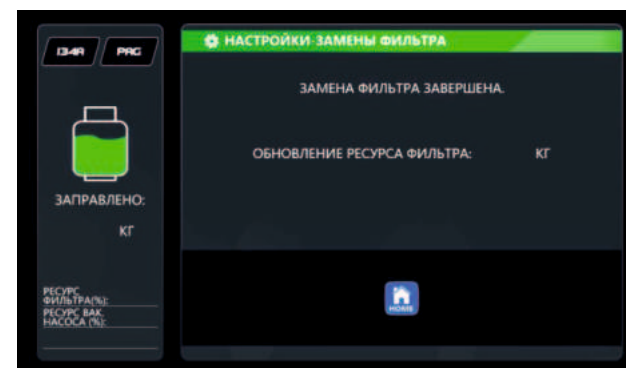 134A PAG
ЗАПРАВЛЕНО:
КГ
РЕСУРС
ФИЛЬТРА(%):
РЕСУРС ВАК.
НАСОСА (%):
НАСТРОЙКИ-ЗАМЕНЫ ФИЛЬТРА
ЗАМЕНА ФИЛЬТРА ЗАВЕРШЕНА.
ОБНОВЛЕНИЕ РЕСУРСА ФИЛЬТРА: КГ
HOME